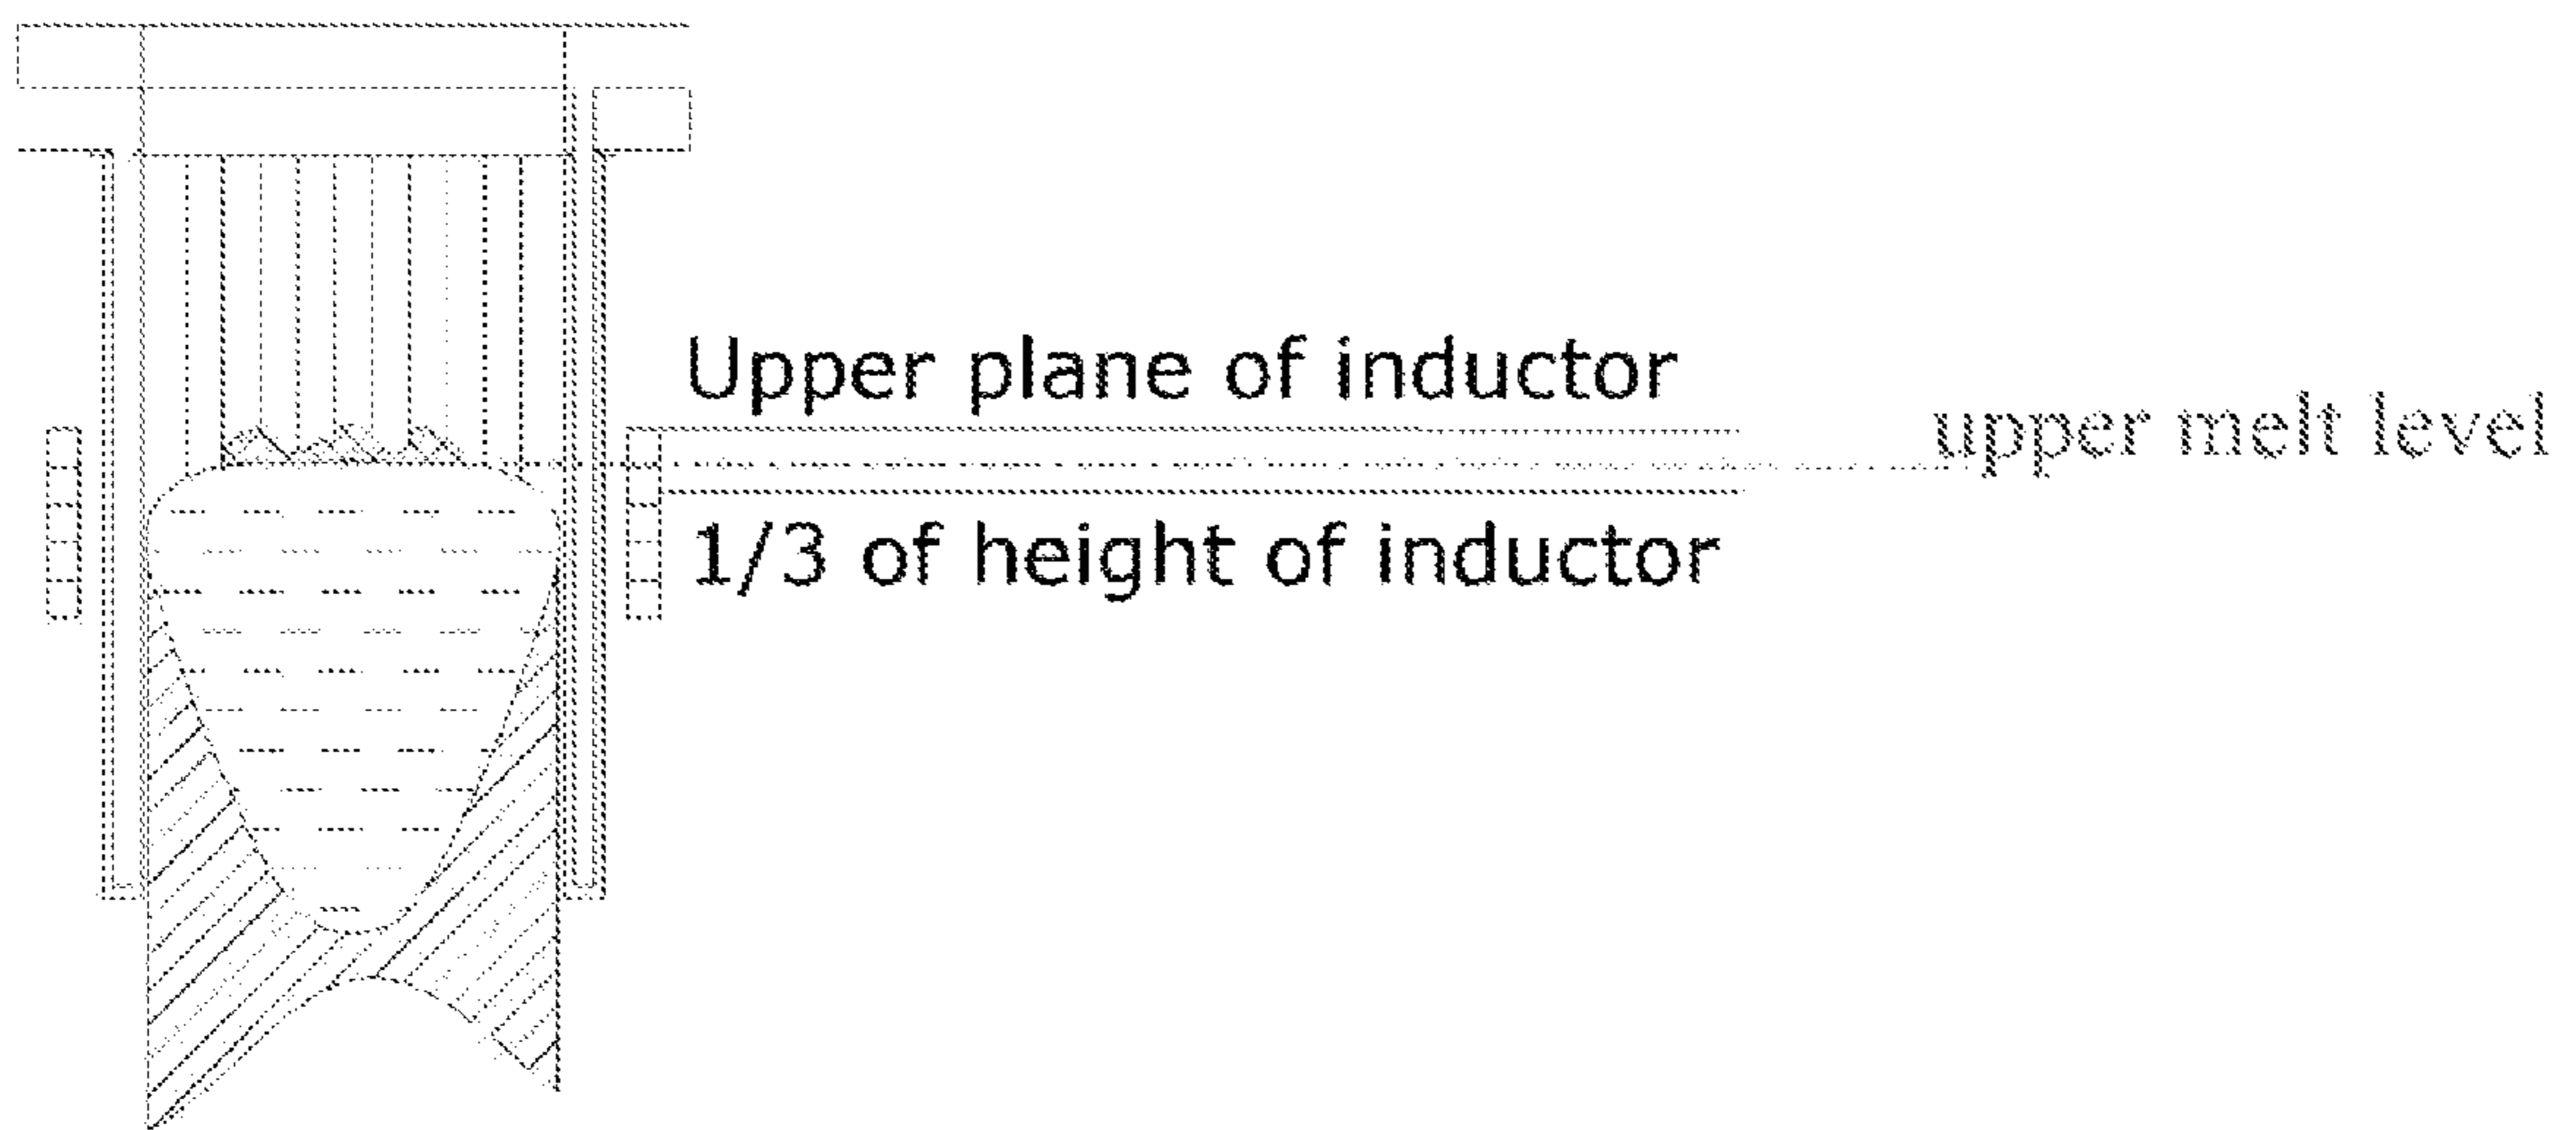 Upper plane of inductor
upper melt level
1/3 of height of inductor